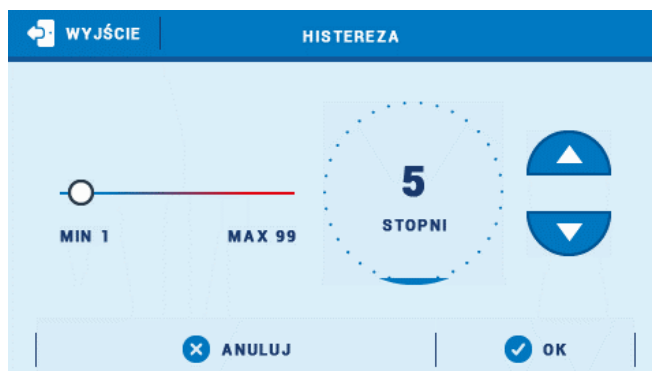 WYJŚCIE
HISTEREZA
5
STOPNI
MIN 1
MAX 99
ANULUJ
OK